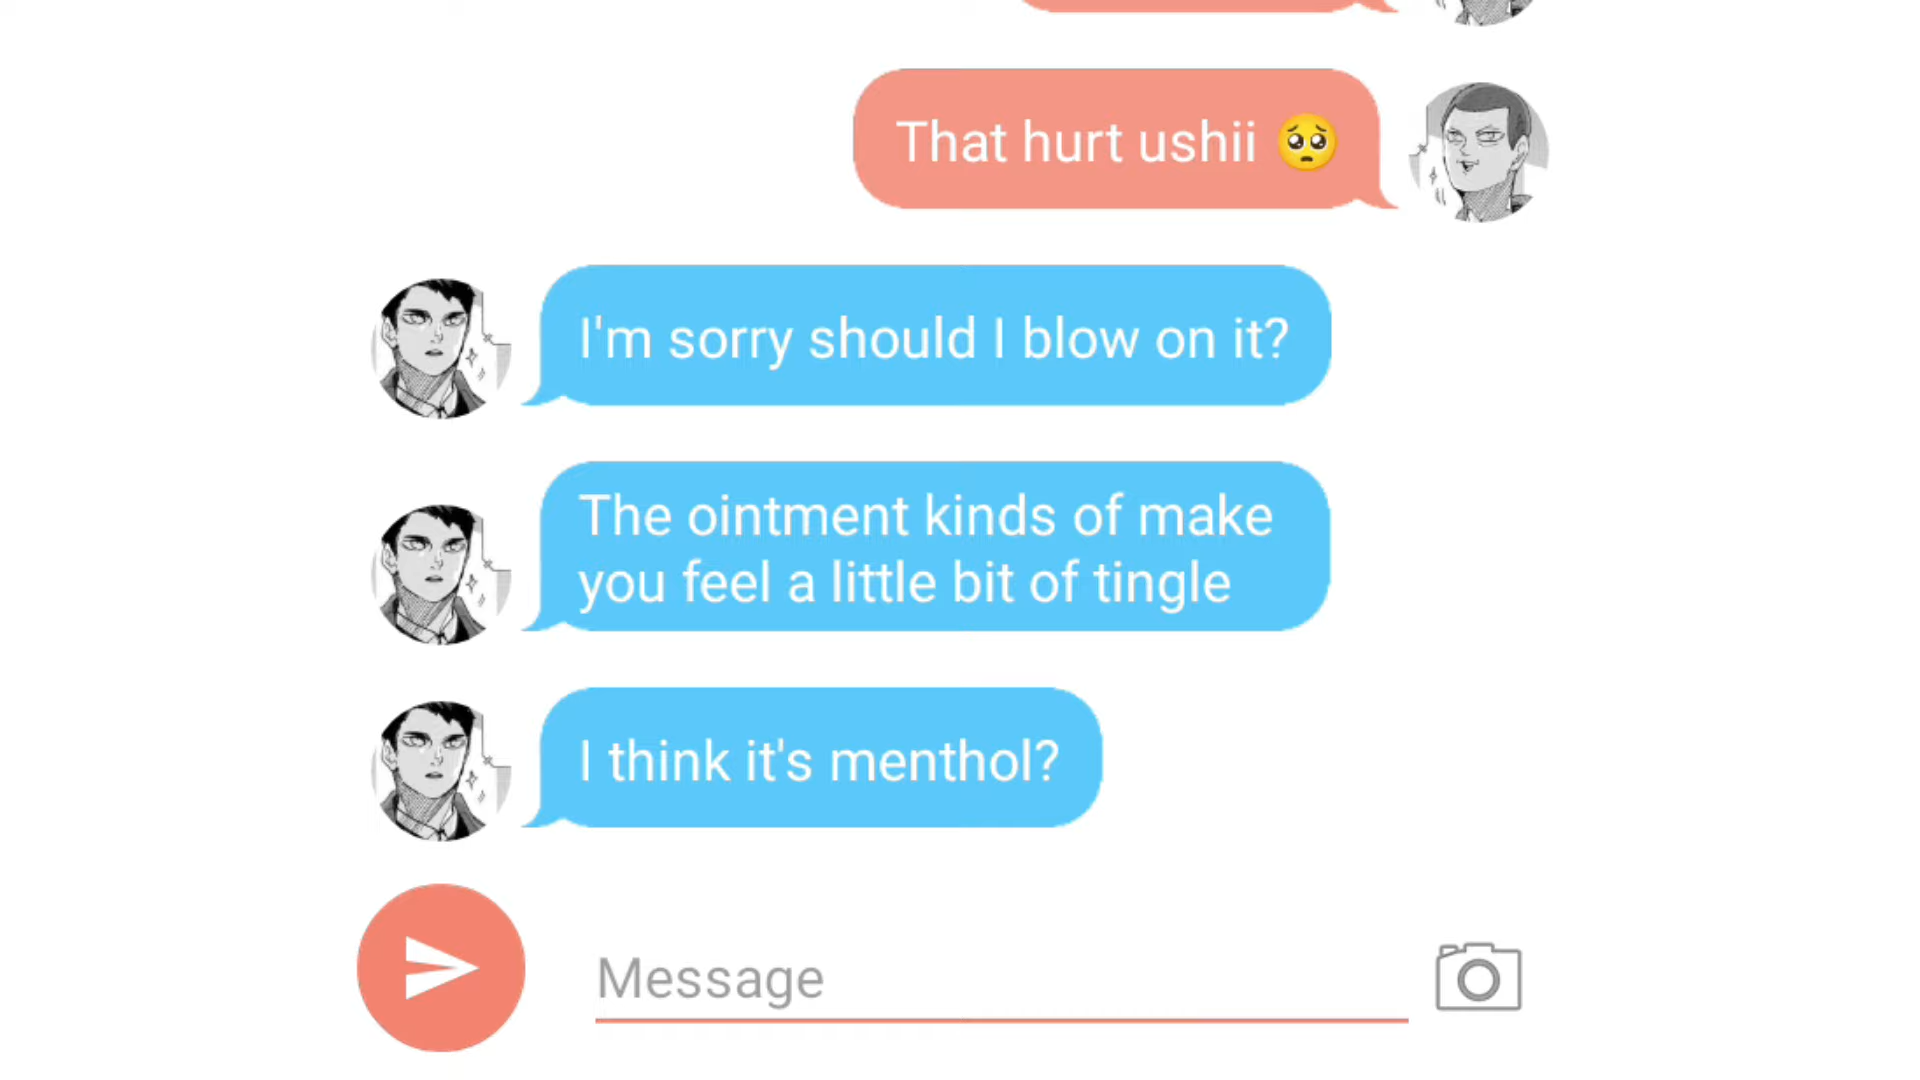 That hurt ushii 🥺
I'm sorry should I blow on it?
The ointment kinds of make
you feel a little bit of tingle
I think it's menthol?
Message